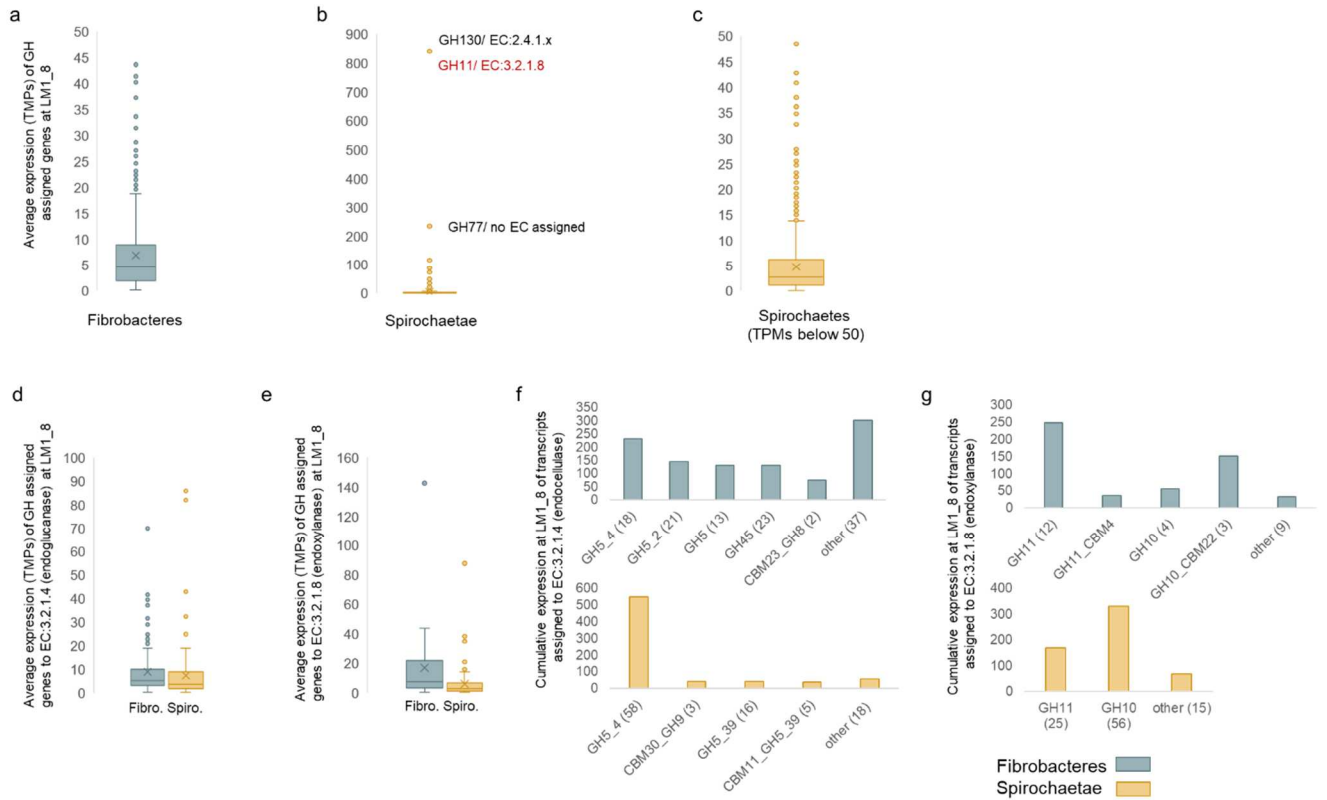 a
Average expression (TMPs) of GH
assigned genes at LM1_8
50
45
40
35
30
25
20
15
10
5
0
Fibrobacteres
b
900
800
700
600
500
400
300
200
100
0
GH130/ EC:2.4.1.x
GH11/ EC:3.2.1.8
GH77/ no EC assigned
Spirochaetae
c
50
45
40
35
30
25
20
15
10
5
0
Spirochaetes
(TPMs below 50)
d
Average expression (TMPs) of GH assigned
genes to EC:3.2.1.4 (endoglucanase) at LM1_8
100
90
80
70
60
50
40
30
20
10
0
Fibro. Spiro.
e
Average expression (TMPs) of GH assigned
genes to EC:3.2.1.8 (endoxylanase) at LM1_8
160
140
120
100
80
60
40
20
0
Fibro. Spiro.
f
Cumulative expression at LM1_8 of transcripts
assigned to EC:3.2.1.4 (endocellulase)
350
300
250
200
150
100
50
0
GH5_4 (18)
GH5_2 (21)
GH5 (13)
GH45 (23)
CBM23_GH8 (2)
other (37)
600
500
400
300
200
100
0
GH5_4 (58)
CBM30_GH9 (3)
GH5_39 (16)
CBM11_GH5_39 (5)
other (18)
g
Cumulative expression at LM1_8 of transcripts
assigned to EC:3.2.1.8 (endoxylanase)
300
250
200
150
100
50
0
GH11 (12)
GH11_CBM4
GH10 (4)
GH10_CBM22 (3)
other (9)
400
300
200
100
0
GH11
(25)
GH10
(56)
other (15)
Fibrobacteres
Spirochaetae